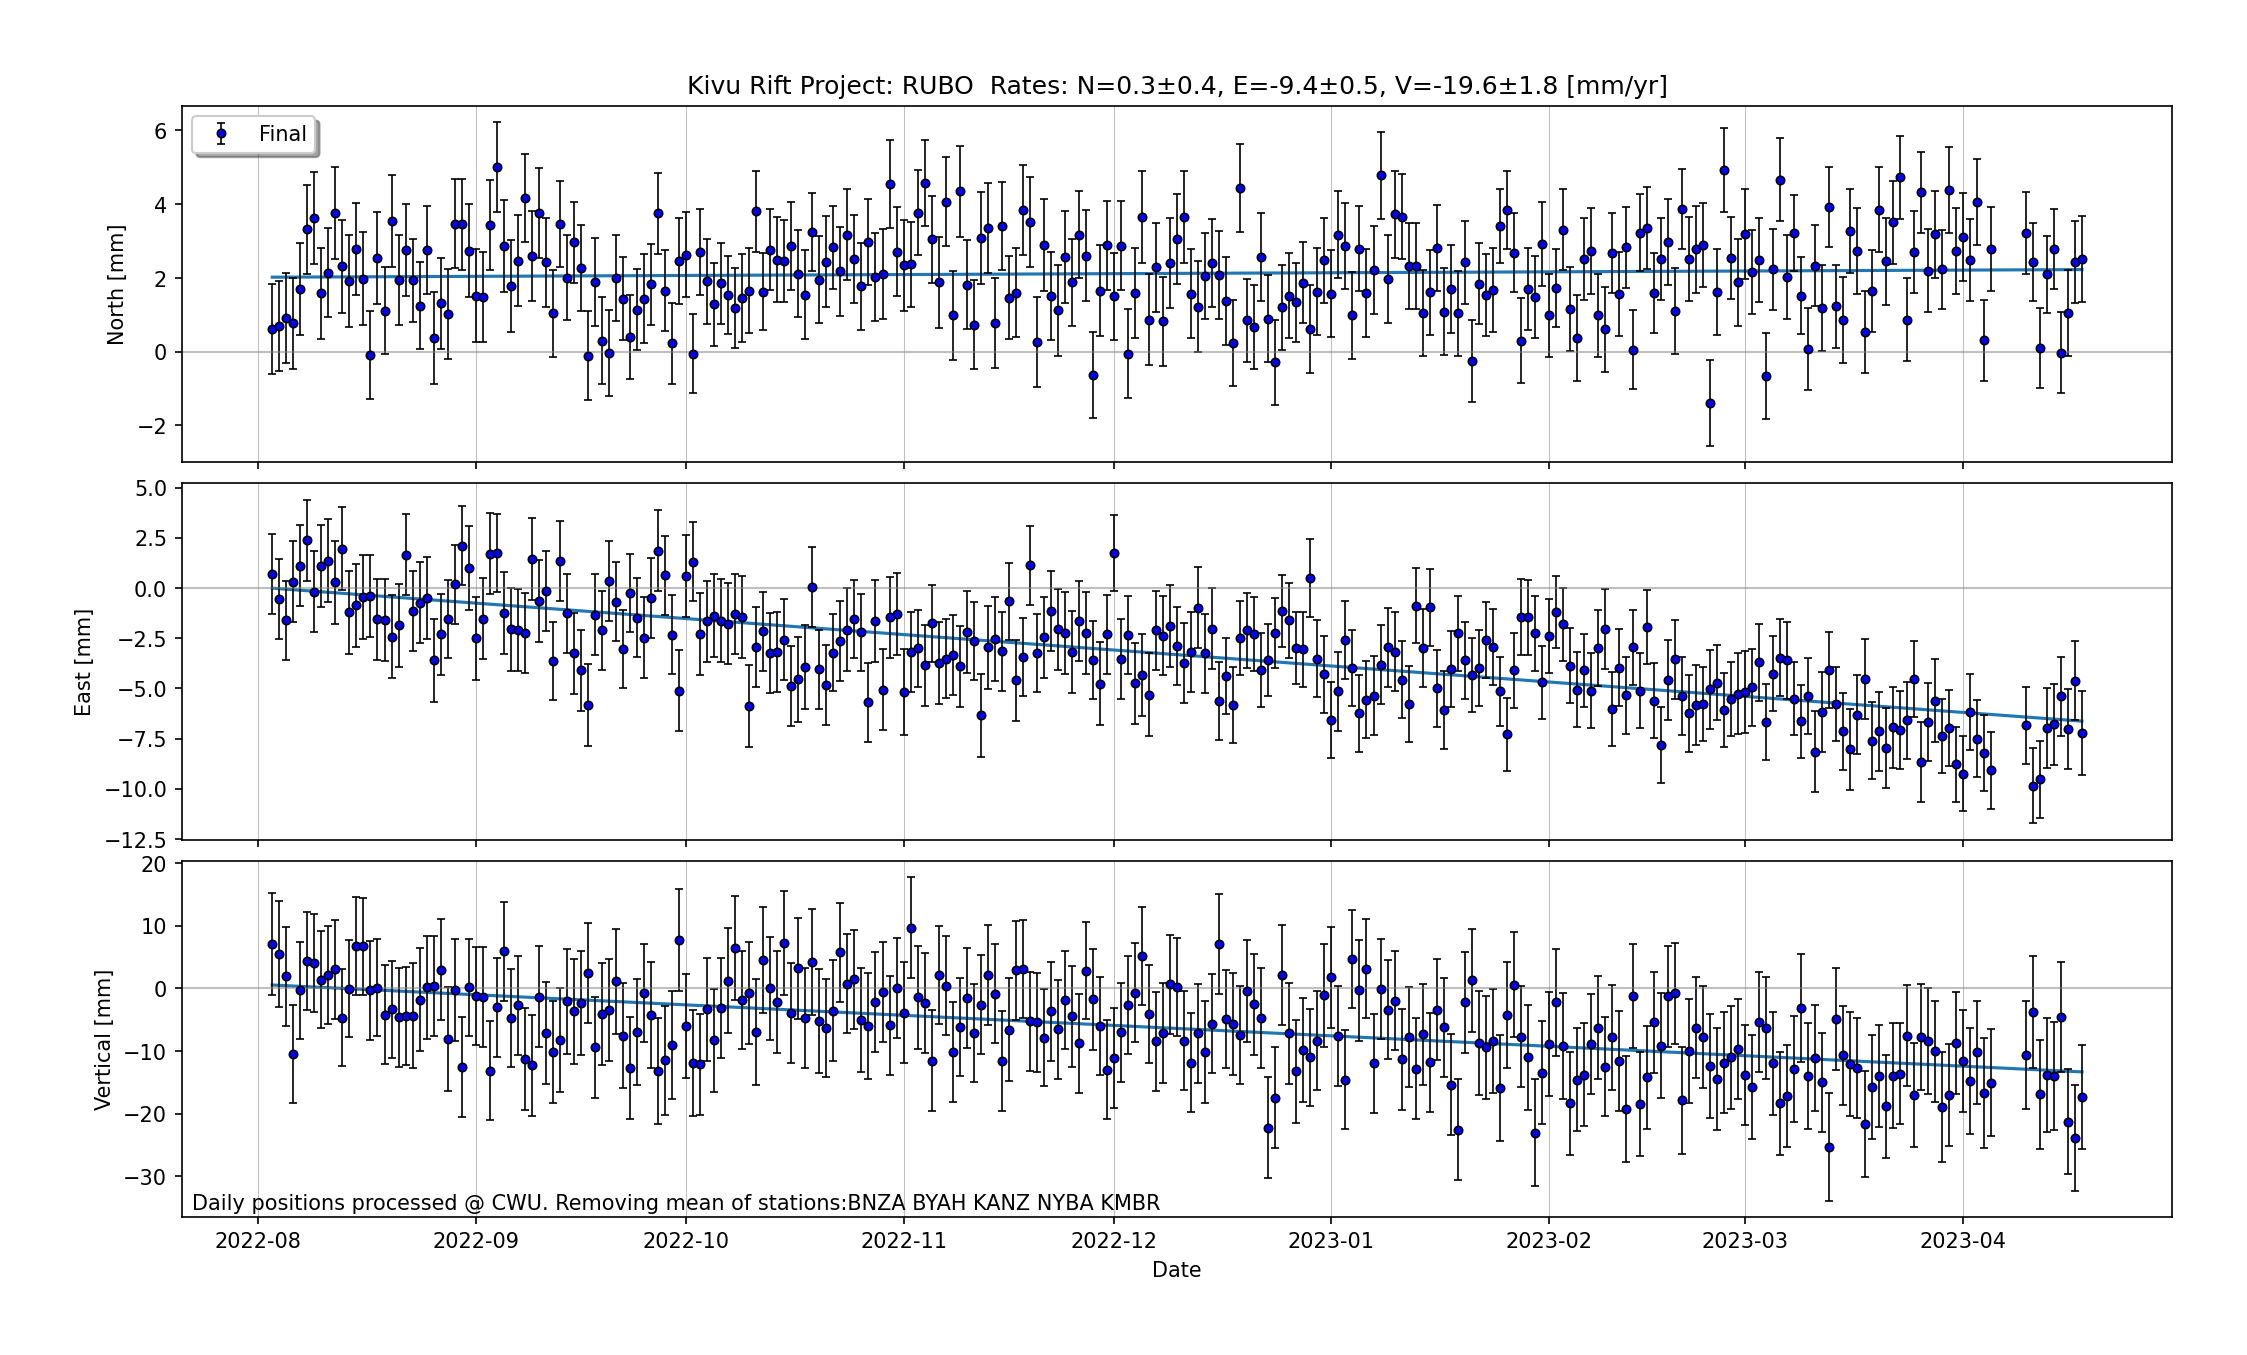 Kivu Rift Project: RUBO  Rates: N=0.3±0.4, E=-9.4±0.5, V=-19.6±1.8 [mm/yr]
Final
6
4
2
0
−2
North [mm]
5.0
2.5
0.0
−2.5
−5.0
−7.5
−10.0
−12.5
East [mm]
20
10
0
−10
−20
−30
Vertical [mm]
Daily positions processed @ CWU. Removing mean of stations:BNZA BYAH KANZ NYBA KMBR
2022-08 2022-09 2022-10 2022-11 2022-12 2023-01 2023-02 2023-03 2023-04
Date